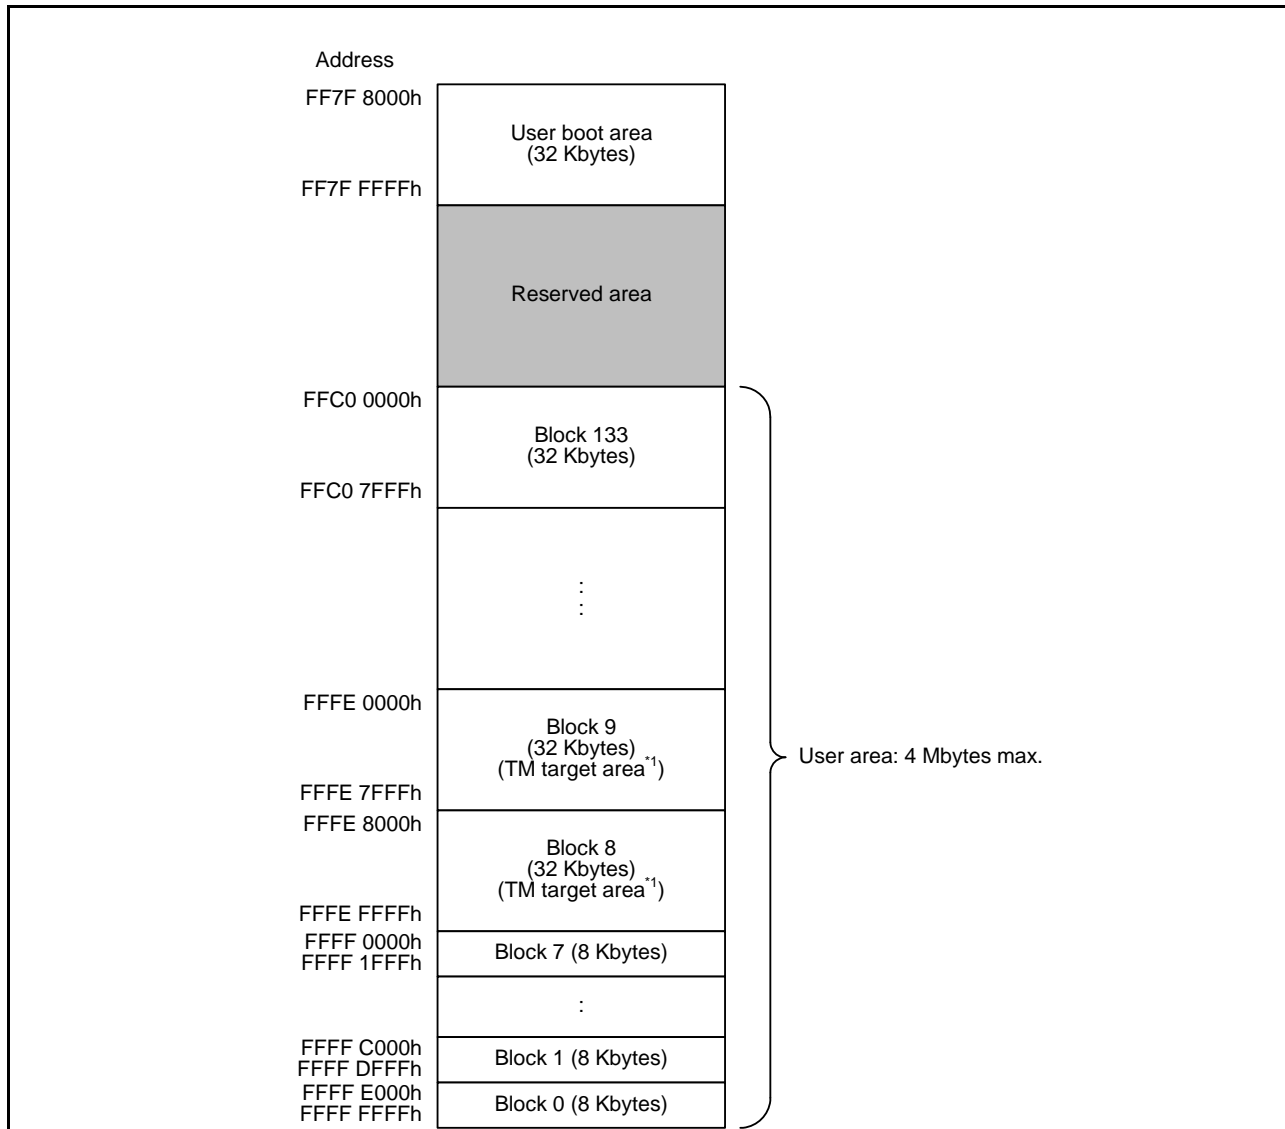 Address
FF7F 8000h
User boot area
(32 Kbytes)
FF7F FFFFh
Reserved area
FFC0 0000h
Block 133
(32 Kbytes)
FFC0 7FFFh
:
:
FFFE 0000h
Block 9
(32 Kbytes)
(TM target area*1)
User area: 4 Mbytes max.
FFFE 7FFFh
FFFE 8000h
Block 8
(32 Kbytes)
(TM target area*1)
FFFE FFFFh
FFFF 0000h
Block 7 (8 Kbytes)
FFFF 1FFFh
:
FFFF C000h
Block 1 (8 Kbytes)
FFFF DFFFh
FFFF E000h
Block 0 (8 Kbytes)
FFFF FFFFh